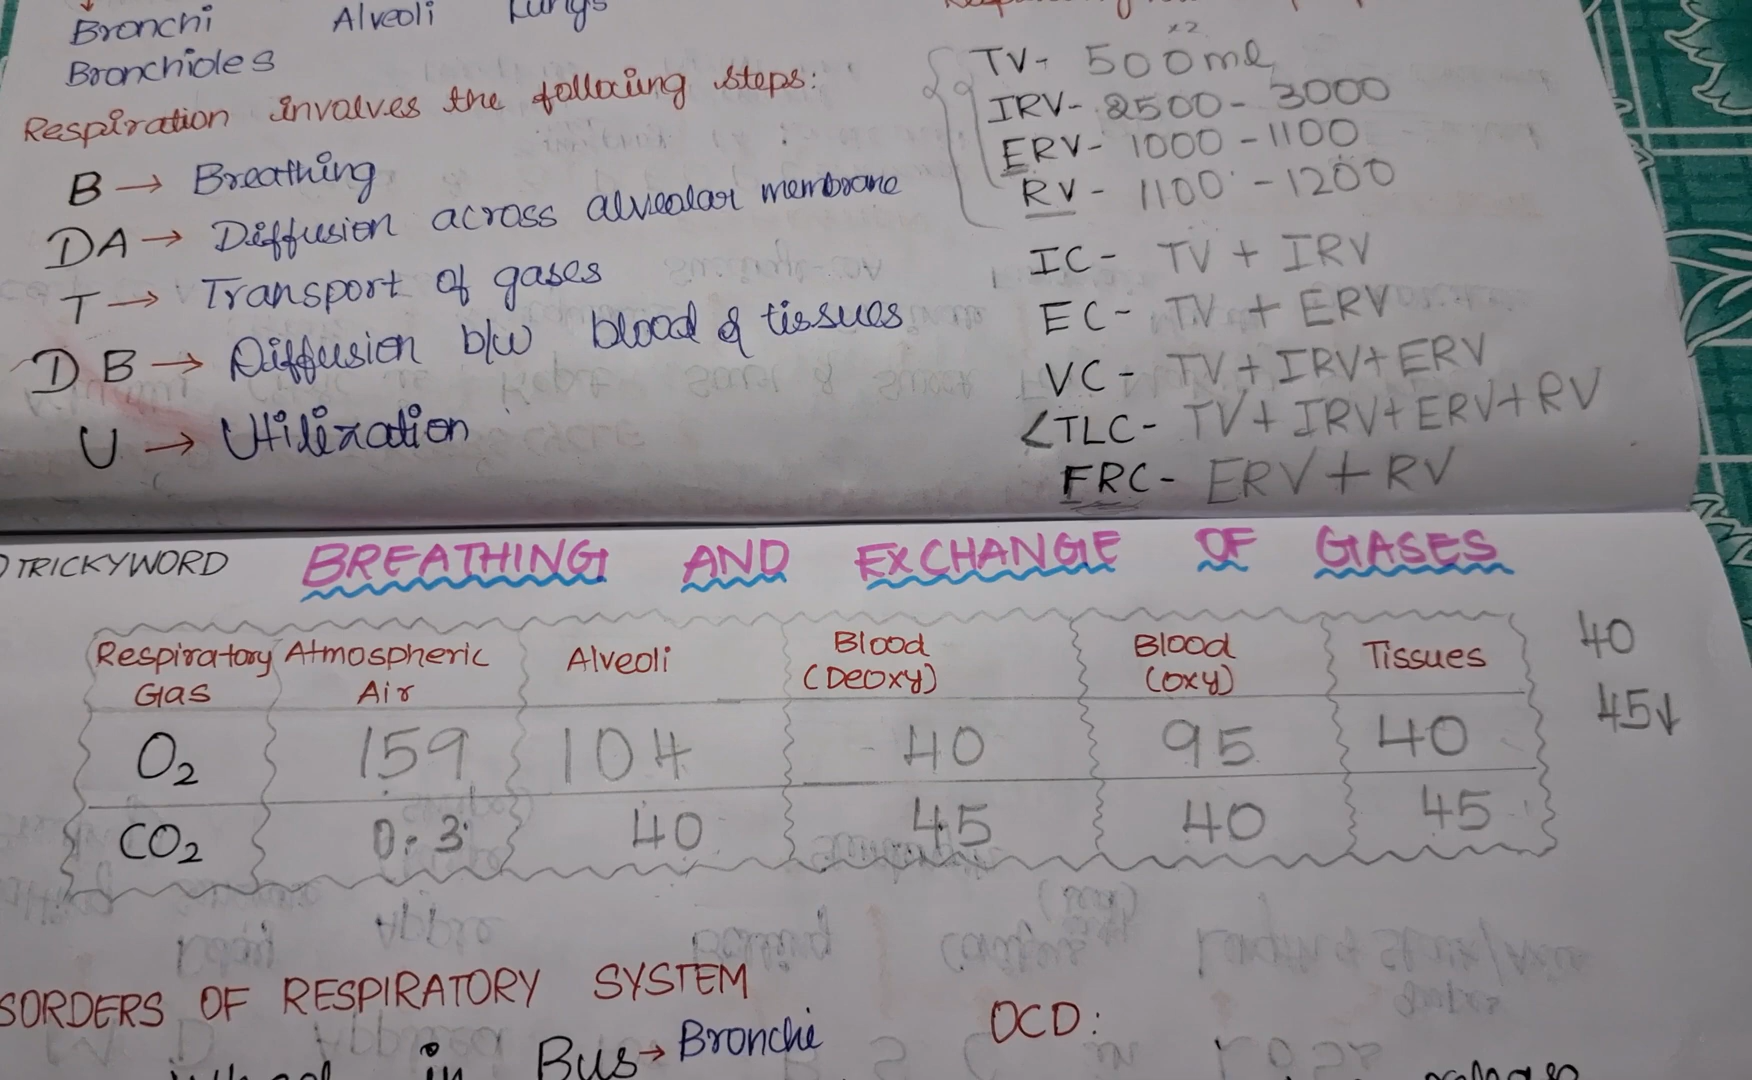 Bronchi Alveoli Lungs
Bronchioles
Respiration involves the following steps:
B → Breathing
DA → Diffusion across alveolar membrane
T → Transport of gases
DB → Diffusion b/w blood & tissues
U → Utilization
x2
TV- 500ml
IRV- 2500- 3000
ERV- 1000 -1100
RV - 1100 -1200
IC- TV + IRV
EC- TV + ERV
VC- TV + IRV+ ERV
TLC- TV+ IRV+ ERV+ RV
FRC- ERV + RV
TRICKYWORD BREATHING AND EXCHANGE OF GASES
Respiratory Gas Atmospheric Air Alveoli Blood (Deoxy) Blood (oxy) Tissues
O2 159 104 40 95 40
CO2 0.3 40 45 40 45
40
45↓
SORDERS OF RESPIRATORY SYSTEM
OCD:
in Bus→ Bronchi